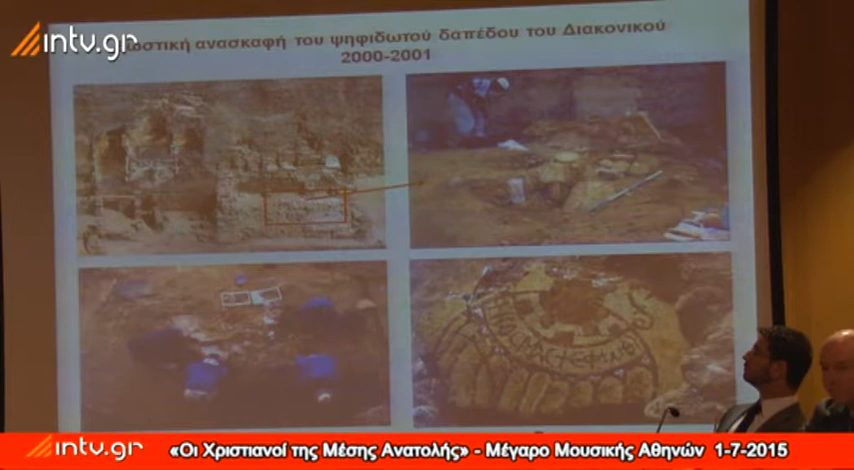 intv.gr
ανασκαφή του ψηφιδωτού δαπέδου του Διακονικού
2000-2001
intv.gr «Οι Χριστιανοί της Μέσης Ανατολής» - Μέγαρο Μουσικής Αθηνών 1-7-2015